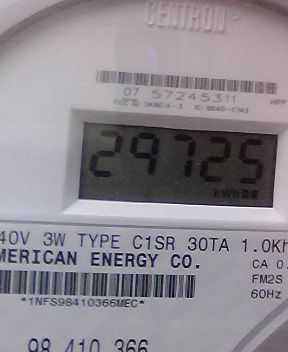 CENTRON
07 57245311
29725
kWh
40V 3W TYPE C1SR 30TA 1.0Kh
MERICAN ENERGY CO.
CA 0.
FM2S
60Hz
*1NFS98410366MEC*
98 410 366